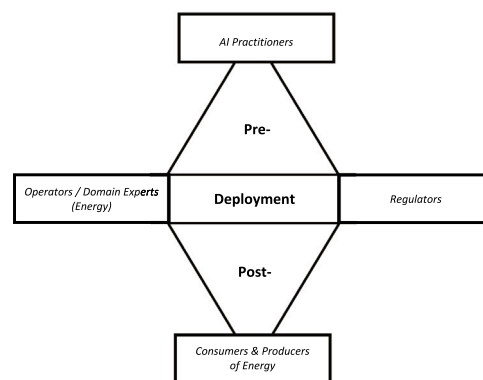 AI Practitioners
Pre-
Operators / Domain Experts
(Energy)
Deployment
Regulators
Post-
Consumers & Producers
of Energy